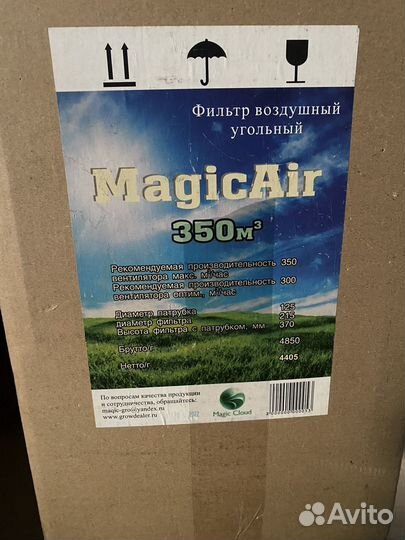 Фильтр воздушный
угольный
MagicAir
350м³
Рекомендуемая производительность 350
вентилятора макс. м³/час
Рекомендуемая производительность 300
вентилятора оптим., м³/час
Диаметр патрубка 125
диаметр фильтра 215
Высота фильтра с патрубком, мм 370
Брутто/г 4850
Нетто/г 4405
По вопросам качества продукции
и сотрудничества, обращайтесь:
magic-gro@yandex.ru
www.growdealer.ru
Magic Cloud
Avito